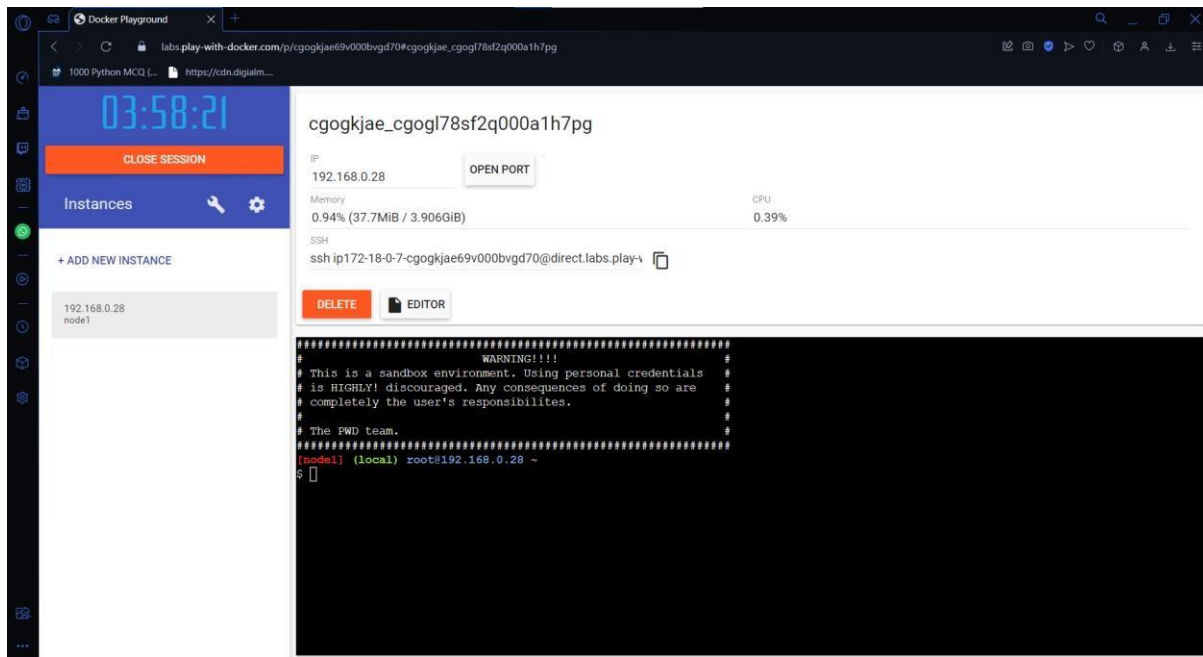 Docker Playground
labs.play-with-docker.com/p/cgogkjae69v000bvgd70#cgogkjae_cgogl78sf2q000a1h7pg
1000 Python MCQ (... https://cdn.digialm....
03:58:21
CLOSE SESSION
Instances
+ ADD NEW INSTANCE
192.168.0.28
node1
cgogkjae_cgogl78sf2q000a1h7pg
IP
192.168.0.28
OPEN PORT
Memory
0.94% (37.7MiB / 3.906GiB)
CPU
0.39%
SSH
ssh ip172-18-0-7-cgogkjae69v000bvgd70@direct.labs.play-v
DELETE
EDITOR
###############################################################
# WARNING!!!! #
# This is a sandbox environment. Using personal credentials #
# is HIGHLY! discouraged. Any consequences of doing so are #
# completely the user's responsibilites. #
# #
# The PWD team. #
###############################################################
[node1] (local) root@192.168.0.28 ~
$